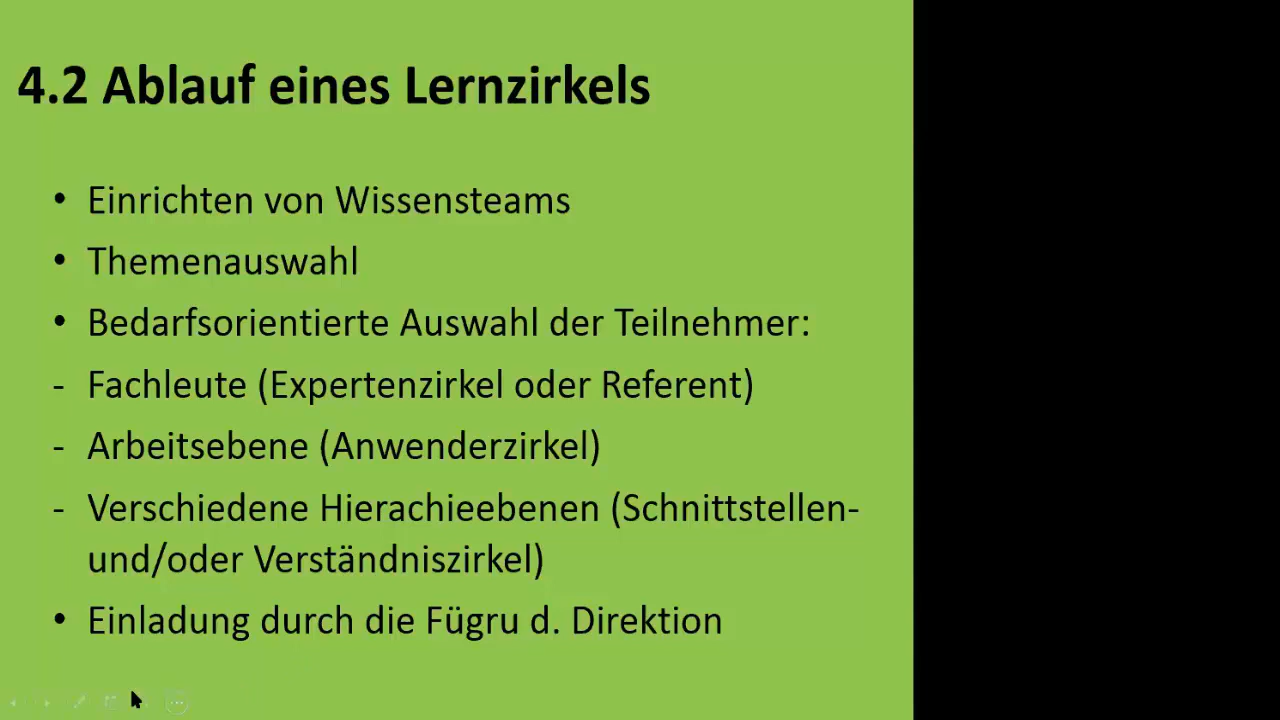 4.2 Ablauf eines Lernzirkels
• Einrichten von Wissensteams
• Themenauswahl
• Bedarfsorientierte Auswahl der Teilnehmer:
- Fachleute (Expertenzirkel oder Referent)
- Arbeitsebene (Anwenderzirkel)
- Verschiedene Hierachieebenen (Schnittstellen-
und/oder Verständniszirkel)
• Einladung durch die Fügru d. Direktion